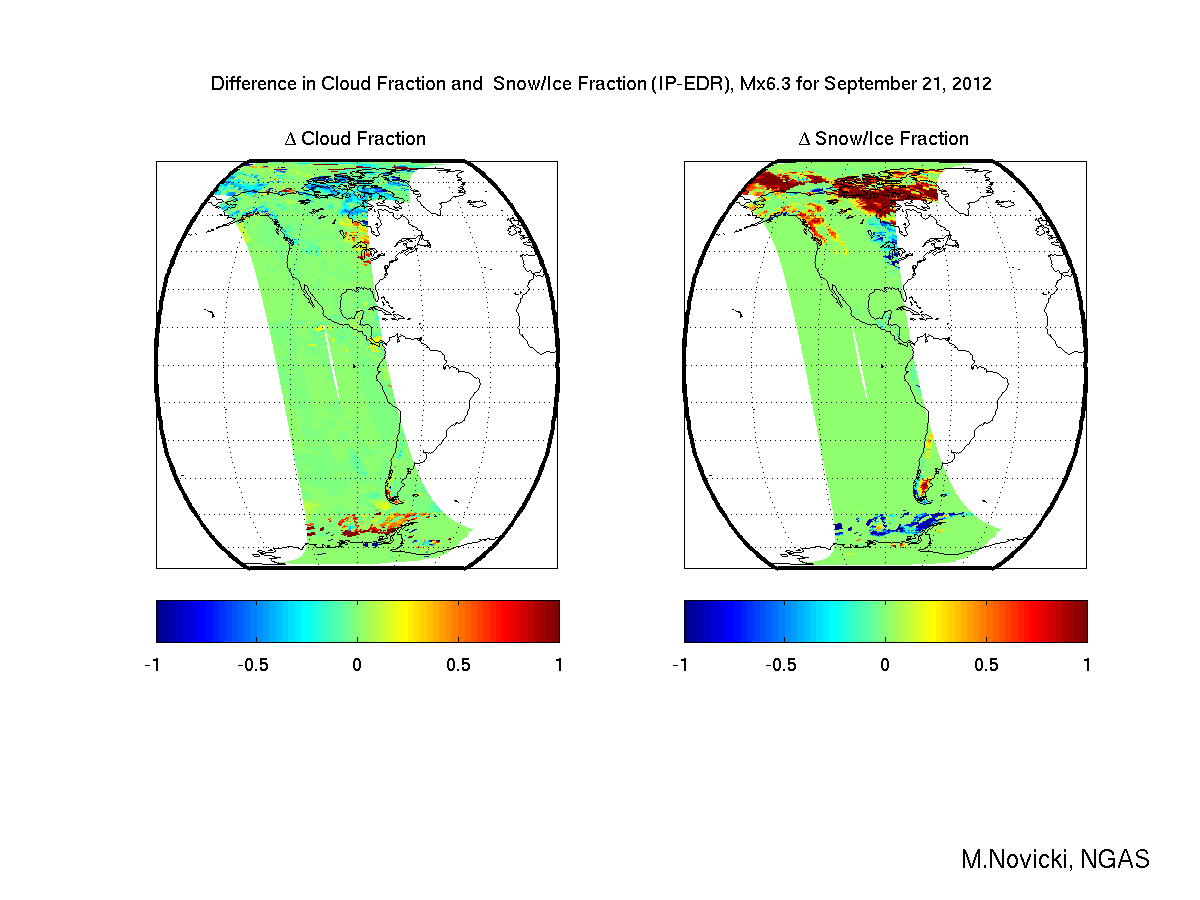 Difference in Cloud Fraction and  Snow/Ice Fraction (IP-EDR), Mx6.3 for September 21, 2012
Δ Cloud Fraction
Δ Snow/Ice Fraction
-1 -0.5 0 0.5 1
-1 -0.5 0 0.5 1
M.Novicki, NGAS